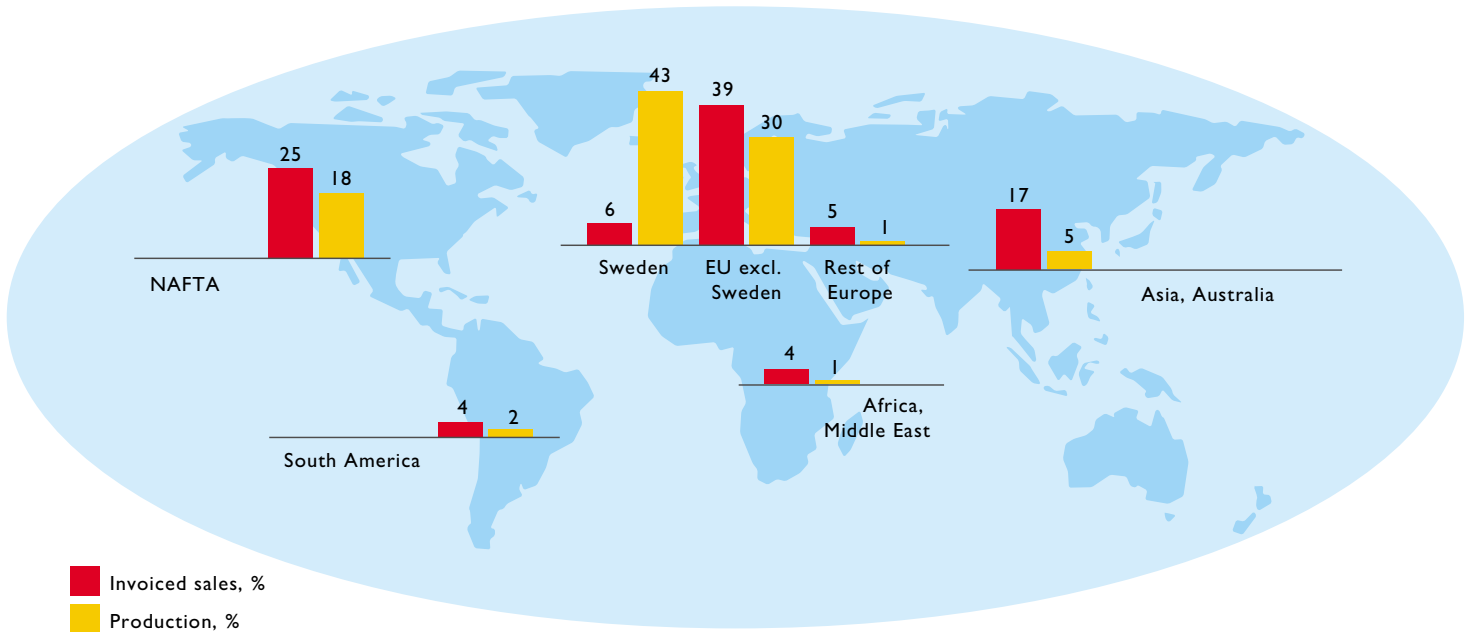 43
39
30
25
18
6
5
1
17
5
Sweden
EU excl.
Sweden
Rest of
Europe
NAFTA
Asia, Australia
4
1
Africa,
Middle East
4
2
South America
Invoiced sales, %
Production, %